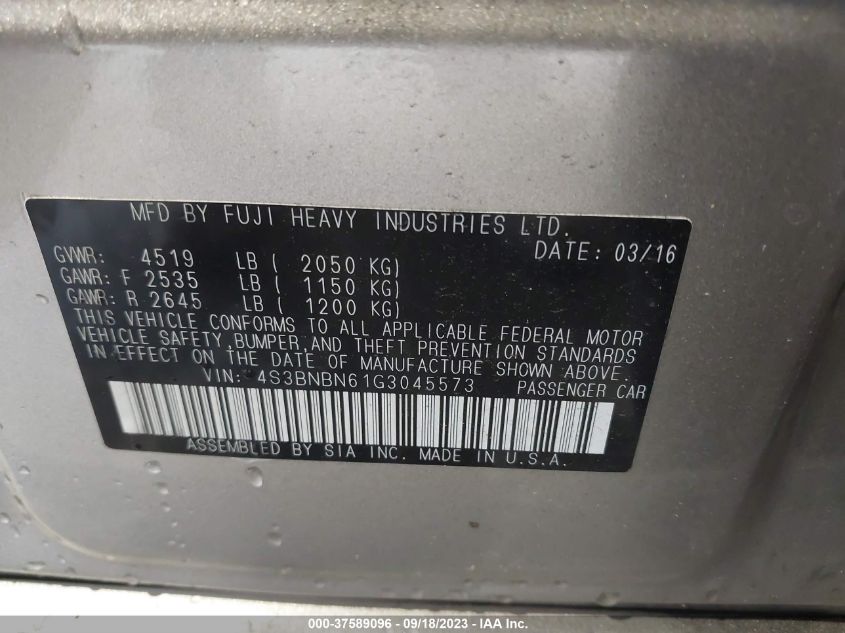 MFD BY FUJI HEAVY INDUSTRIES LTD.
DATE: 03/16
GVWR: 4519 LB ( 2050 KG)
GAWR: F 2535 LB ( 1150 KG)
GAWR: R 2645 LB ( 1200 KG)
THIS VEHICLE CONFORMS TO ALL APPLICABLE FEDERAL MOTOR
VEHICLE SAFETY, BUMPER, AND THEFT PREVENTION STANDARDS
IN EFFECT ON THE DATE OF MANUFACTURE SHOWN ABOVE.
VIN: 4S3BNBN61G3045573 PASSENGER CAR
ASSEMBLED BY SIA INC. MADE IN U.S.A.
000-37589096 - 09/18/2023 - IAA Inc.